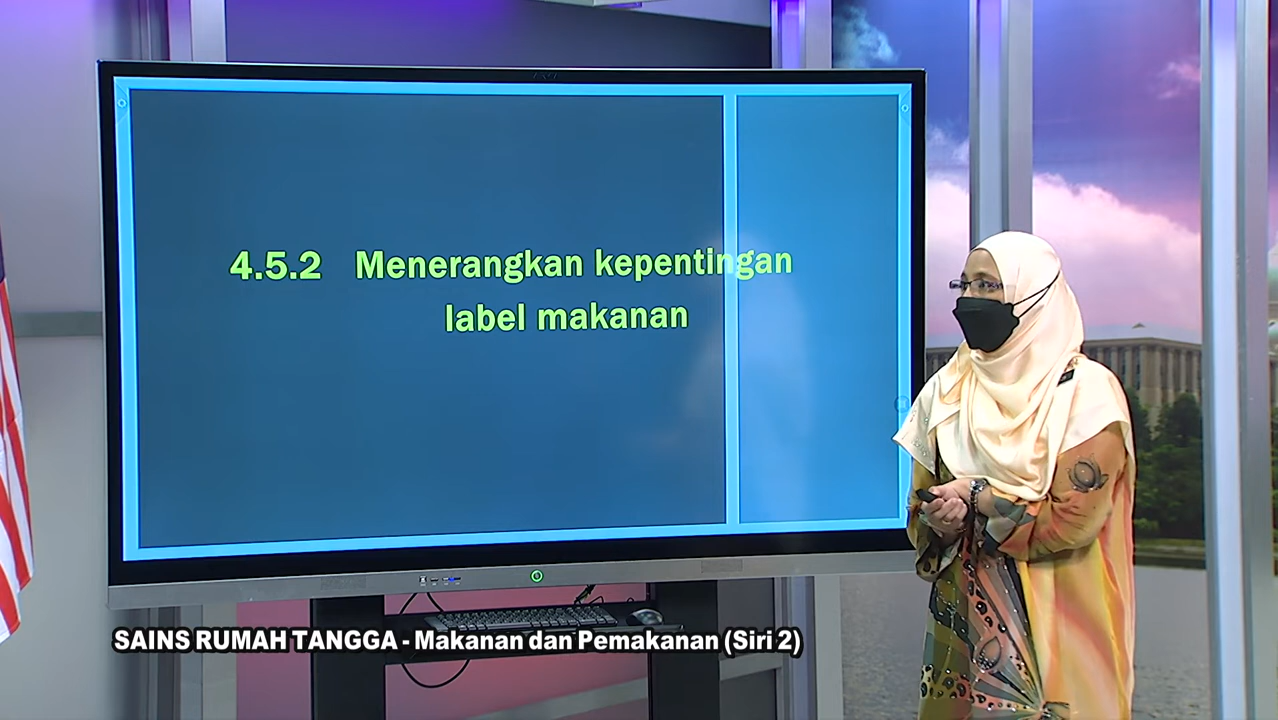 4.5.2 Menerangkan kepentingan
label makanan
SAINS RUMAH TANGGA - Makanan dan Pemakanan (Siri 2)